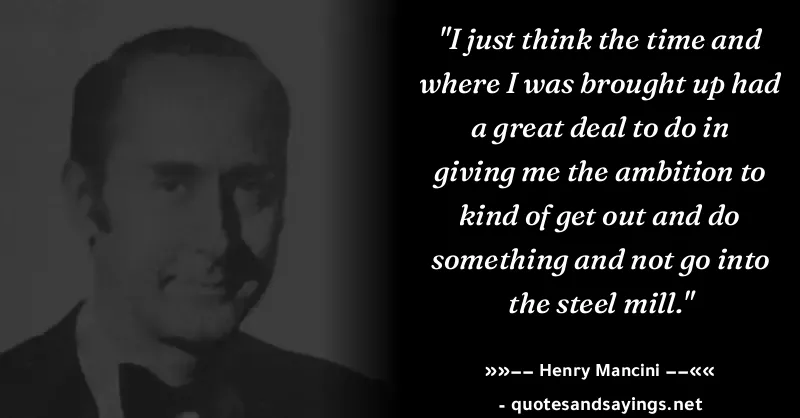 "I just think the time and
where I was brought up had
a great deal to do in
giving me the ambition to
kind of get out and do
something and not go into
the steel mill."
»»–– Henry Mancini ––««
- quotesandsayings.net